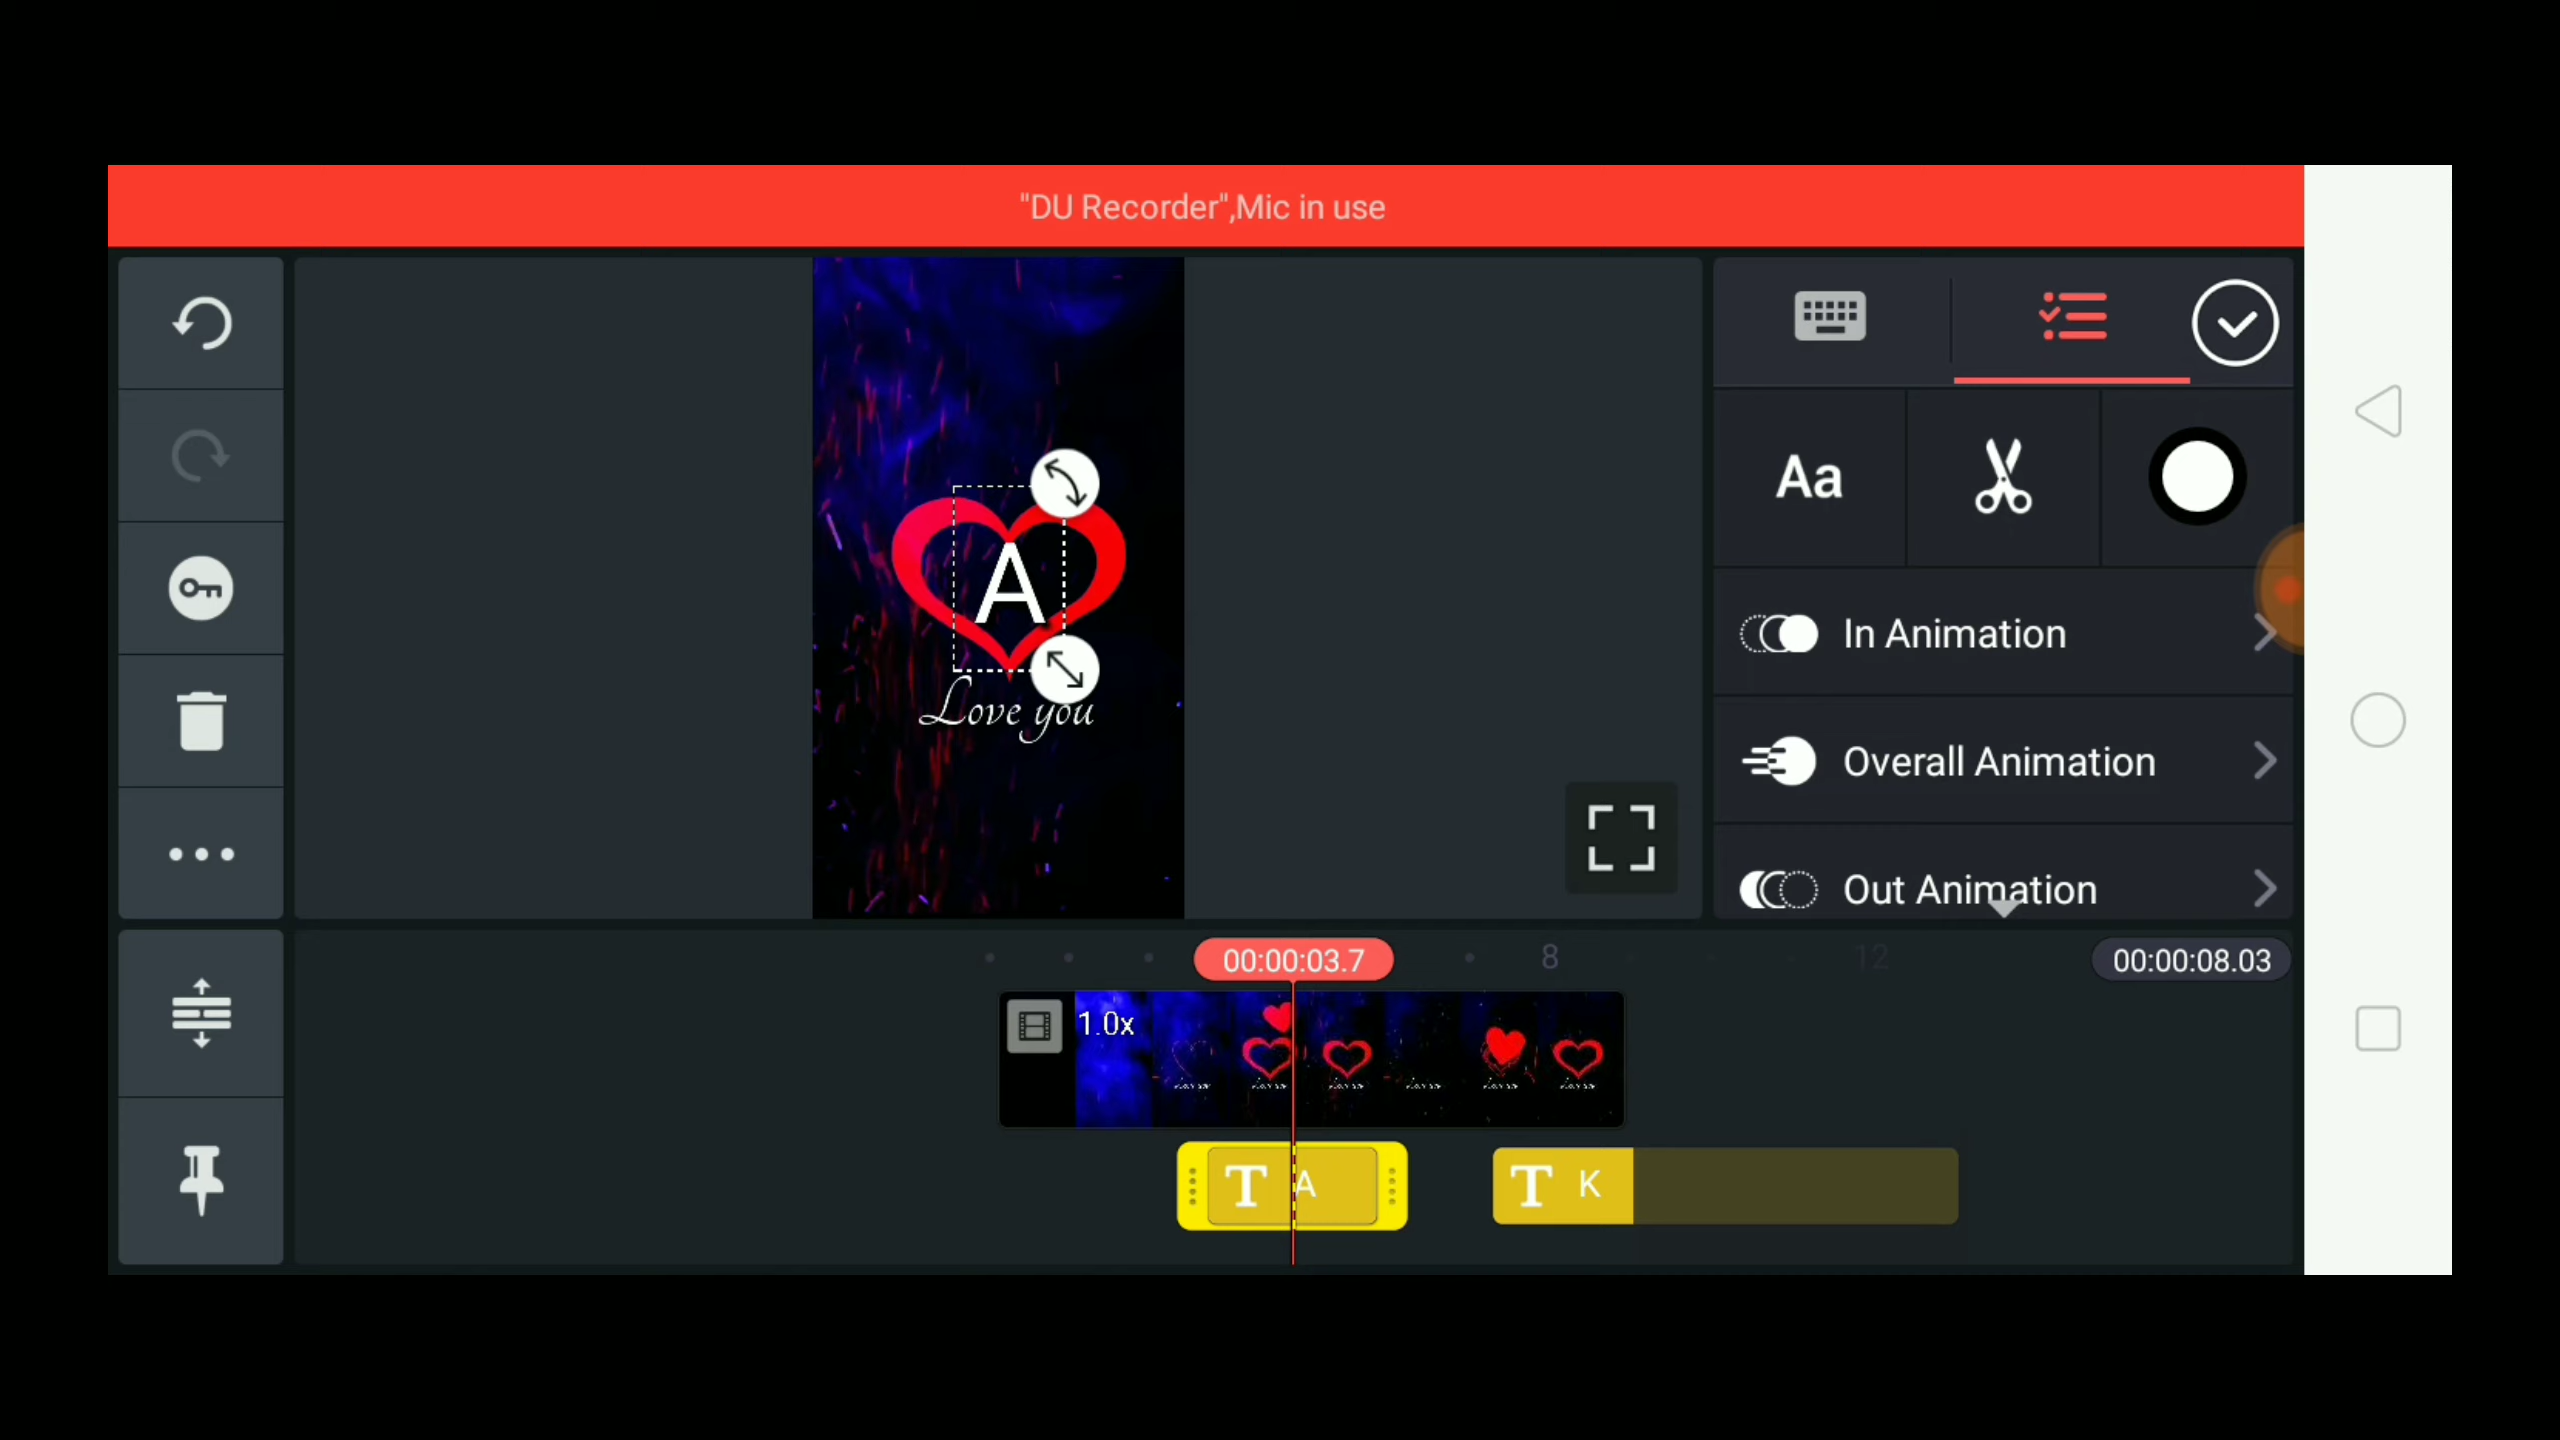 "DU Recorder",Mic in use
A
Love you
Aa
In Animation
Overall Animation
Out Animation
00:00:03.7
8
12
00:00:08.03
1.0x
T A
T K